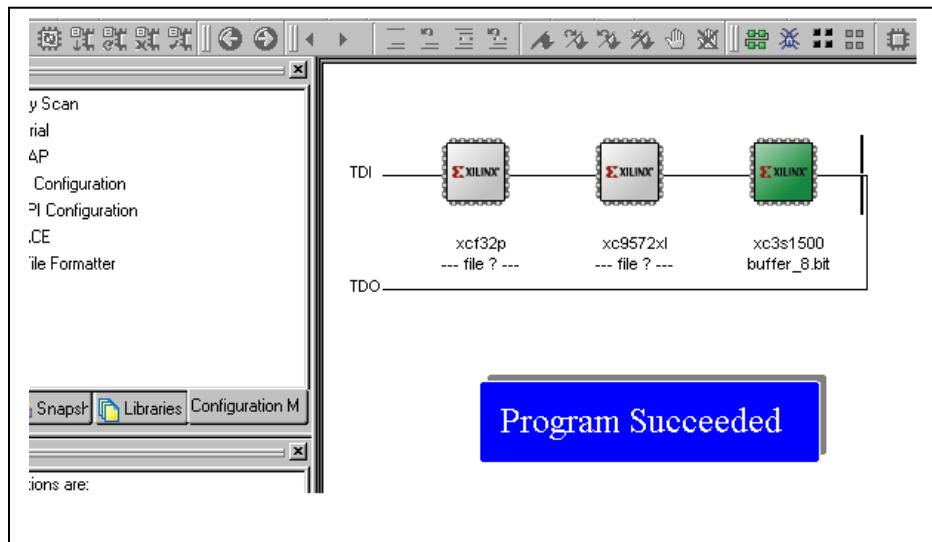 y Scan
rial
AP
Configuration
PI Configuration
.CE
ile Formatter
Snapsh Libraries Configuration M
ions are:
TDI
XILINX XILINX XILINX
xcf32p xc9572xl xc3s1500
--- file ? --- --- file ? --- buffer_8.bit
TDO
Program Succeeded